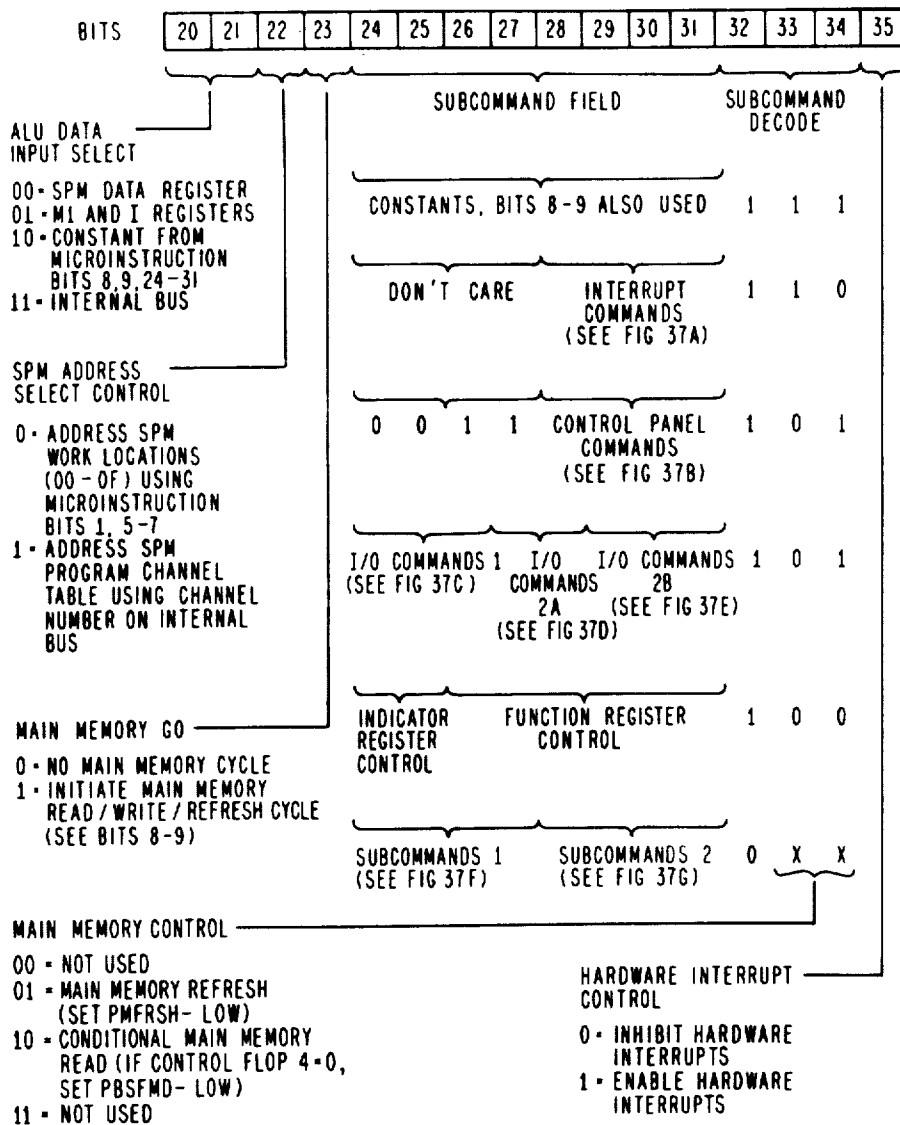 BITS 20 21 22 23 24 25 26 27 28 29 30 31 32 33 34 35
SUBCOMMAND FIELD
SUBCOMMAND
DECODE
ALU DATA
INPUT SELECT
00 = SPM DATA REGISTER
01 = M1 AND I REGISTERS
10 = CONSTANT FROM
MICROINSTRUCTION
BITS 8,9,24-31
11 = INTERNAL BUS
CONSTANTS, BITS 8-9 ALSO USED 1 1 1
DON'T CARE
INTERRUPT
COMMANDS
(SEE FIG 37A)
1 1 0
SPM ADDRESS
SELECT CONTROL
0 = ADDRESS SPM
WORK LOCATIONS
(00-0F) USING
MICROINSTRUCTION
BITS 1, 5-7
1 = ADDRESS SPM
PROGRAM CHANNEL
TABLE USING CHANNEL
NUMBER ON INTERNAL
BUS
0 0 1 1
CONTROL PANEL
COMMANDS
(SEE FIG 37B)
1 0 1
I/O COMMANDS 1
(SEE FIG 37C)
I/O
COMMANDS
2A
(SEE FIG 37D)
I/O COMMANDS
2B
(SEE FIG 37E)
1 0 1
MAIN MEMORY GO
0 = NO MAIN MEMORY CYCLE
1 = INITIATE MAIN MEMORY
READ / WRITE / REFRESH CYCLE
(SEE BITS 8-9)
INDICATOR
REGISTER
CONTROL
FUNCTION REGISTER
CONTROL
1 0 0
SUBCOMMANDS 1
(SEE FIG 37F)
SUBCOMMANDS 2
(SEE FIG 37G)
0 X X
MAIN MEMORY CONTROL
00 = NOT USED
01 = MAIN MEMORY REFRESH
(SET PMFRSH- LOW)
10 = CONDITIONAL MAIN MEMORY
READ (IF CONTROL FLOP 4=0,
SET PBSFMD- LOW)
11 = NOT USED
HARDWARE INTERRUPT
CONTROL
0 = INHIBIT HARDWARE
INTERRUPTS
1 = ENABLE HARDWARE
INTERRUPTS